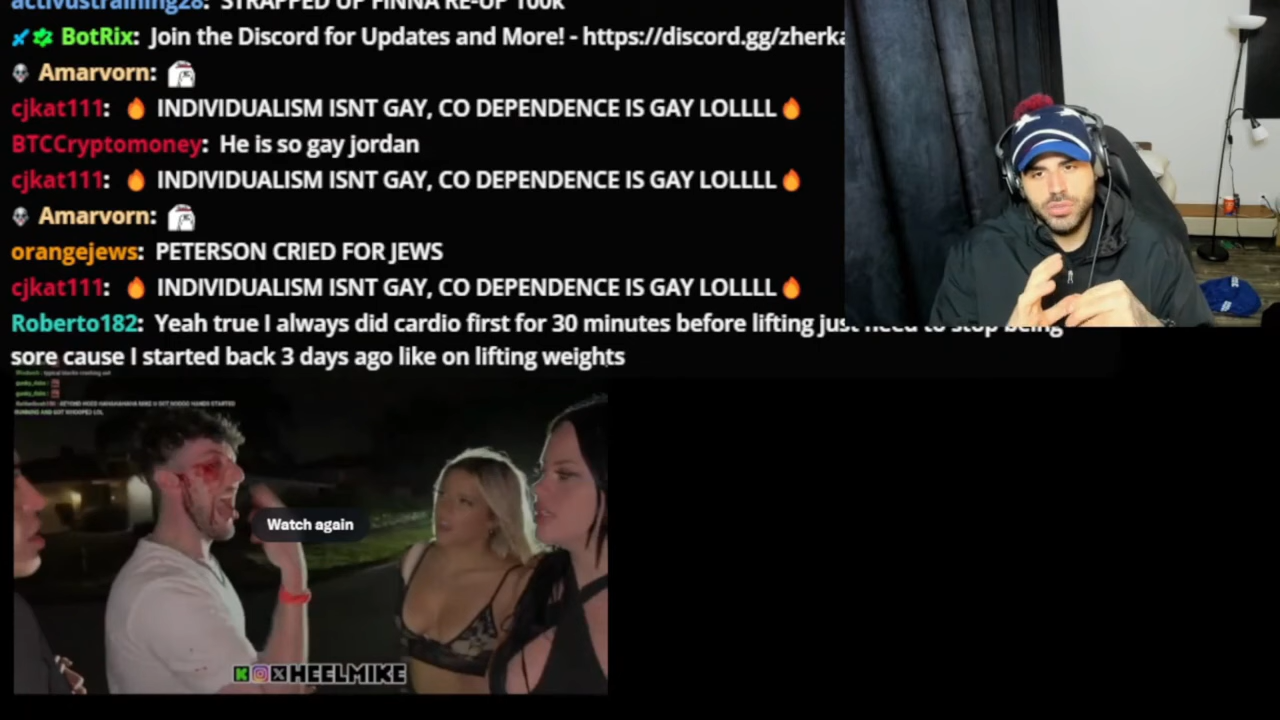 activustraining28: STRAPPED UP FINNA RE-UP 100k
BotRix: Join the Discord for Updates and More! - https://discord.gg/zherka
Amarvorn:
cjkat111: 🔥 INDIVIDUALISM ISNT GAY, CO DEPENDENCE IS GAY LOLLLL🔥
BTCCryptomoney: He is so gay jordan
cjkat111: 🔥 INDIVIDUALISM ISNT GAY, CO DEPENDENCE IS GAY LOLLLL🔥
Amarvorn:
orangejews: PETERSON CRIED FOR JEWS
cjkat111: 🔥 INDIVIDUALISM ISNT GAY, CO DEPENDENCE IS GAY LOLLLL🔥
Roberto182: Yeah true I always did cardio first for 30 minutes before lifting just need to stop being
sore cause I started back 3 days ago like on lifting weights
Watch again
HEELMIKE